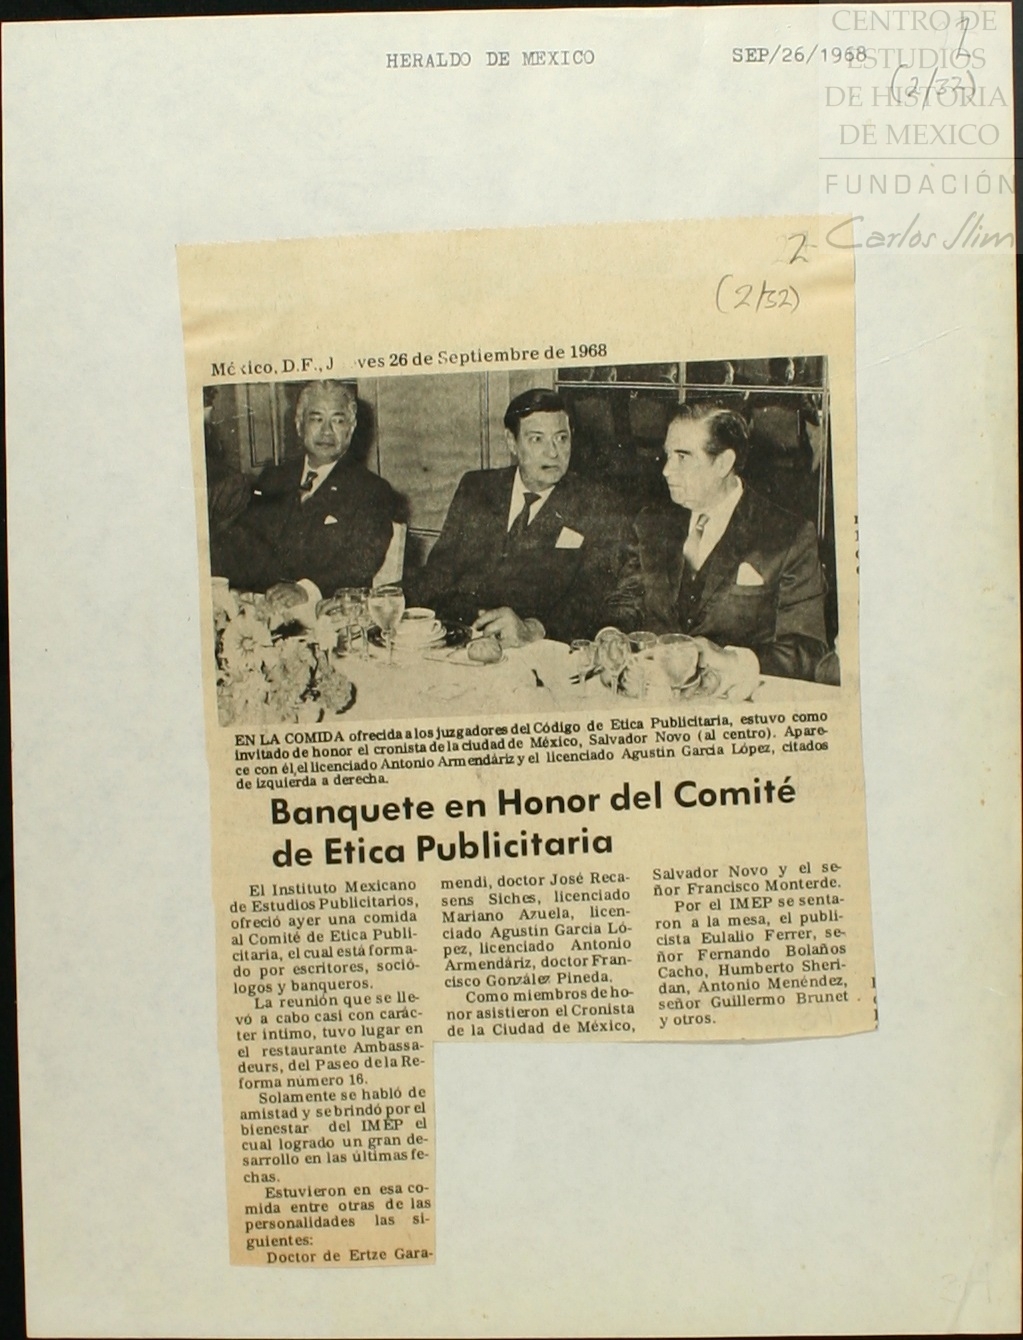 HERALDO DE MEXICO
SEP/26/1968
2
(2/32)
CENTRO DE
ESTUDIOS
DE HISTORIA
DE MEXICO
FUNDACIÓN
Carlos Slim
2
(2/32)
México, D.F., J ves 26 de Septiembre de 1968
EN LA COMIDA ofrecida a los juzgadores del Código de Etica Publicitaria, estuvo como
invitado de honor el cronista de la ciudad de México, Salvador Novo (al centro). Apare-
ce con él, el licenciado Antonio Armendáriz y el licenciado Agustín García López, citados
de izquierda a derecha.
Banquete en Honor del Comité
de Etica Publicitaria
El Instituto Mexicano
de Estudios Publicitarios,
ofreció ayer una comida
al Comité de Etica Publi-
citaria, el cual está forma-
do por escritores, soció-
logos y banqueros.
La reunión que se lle-
vó a cabo casi con carác-
ter íntimo, tuvo lugar en
el restaurante Ambassa-
deurs, del Paseo de la Re-
forma número 16.
Solamente se habló de
amistad y se brindó por el
bienestar del IMEP el
cual logrado un gran de-
sarrollo en las últimas fe-
chas.
Estuvieron en esa co-
mida entre otras de las
personalidades las si-
guientes:
Doctor de Ertze Gara-
mendi, doctor José Reca-
sens Siches, licenciado
Mariano Azuela, licen-
ciado Agustín García Ló-
pez, licenciado Antonio
Armendáriz, doctor Fran-
cisco González Pineda.
Como miembros de ho-
nor asistieron el Cronista
de la Ciudad de México,
Salvador Novo y el se-
ñor Francisco Monterde.
Por el IMEP se senta-
ron a la mesa, el publi-
cista Eulalio Ferrer, se-
ñor Fernando Bolaños
Cacho, Humberto Sheri-
dan, Antonio Menéndez,
señor Guillermo Brunet
y otros.